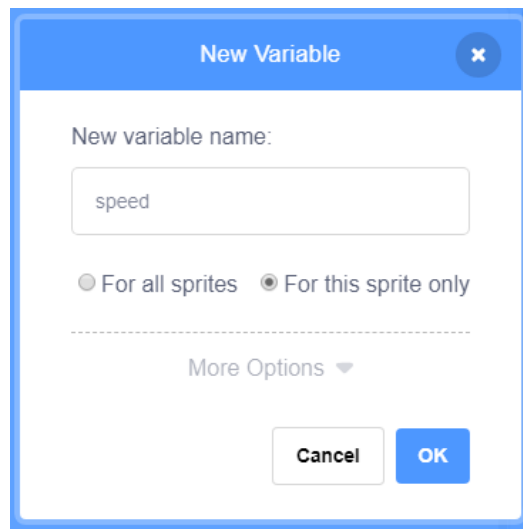 New Variable
New variable name:
speed
For all sprites For this sprite only
More Options
Cancel OK